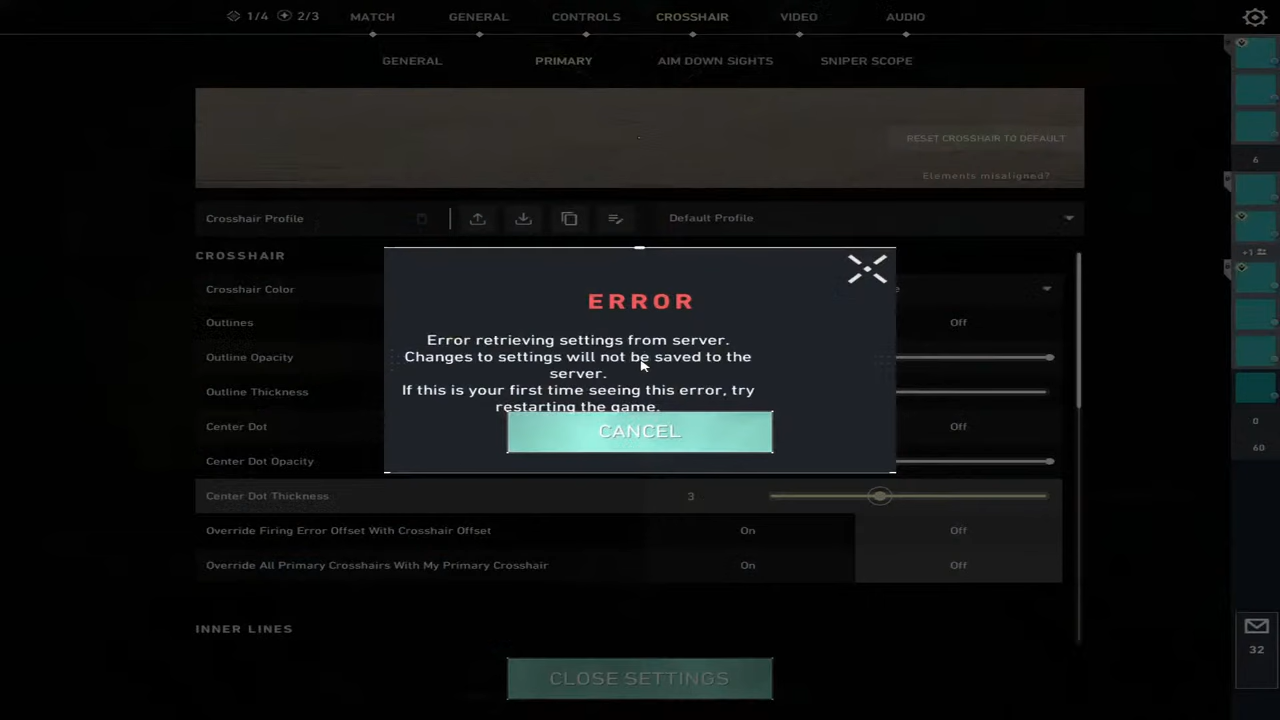 1/4 2/3 MATCH GENERAL CONTROLS CROSSHAIR VIDEO AUDIO
GENERAL PRIMARY AIM DOWN SIGHTS SNIPER SCOPE
RESET CROSSHAIR TO DEFAULT
Elements misaligned?
6
Crosshair Profile Default Profile
+1
CROSSHAIR
Crosshair Color
ERROR
Outlines Off
Error retrieving settings from server.
Changes to settings will not be saved to the
server.
If this is your first time seeing this error, try
restarting the game.
CANCEL
Outline Opacity
Outline Thickness
Center Dot Off
0
60
Center Dot Opacity
Center Dot Thickness 3
Override Firing Error Offset With Crosshair Offset On Off
Override All Primary Crosshairs With My Primary Crosshair On Off
INNER LINES
32
CLOSE SETTINGS